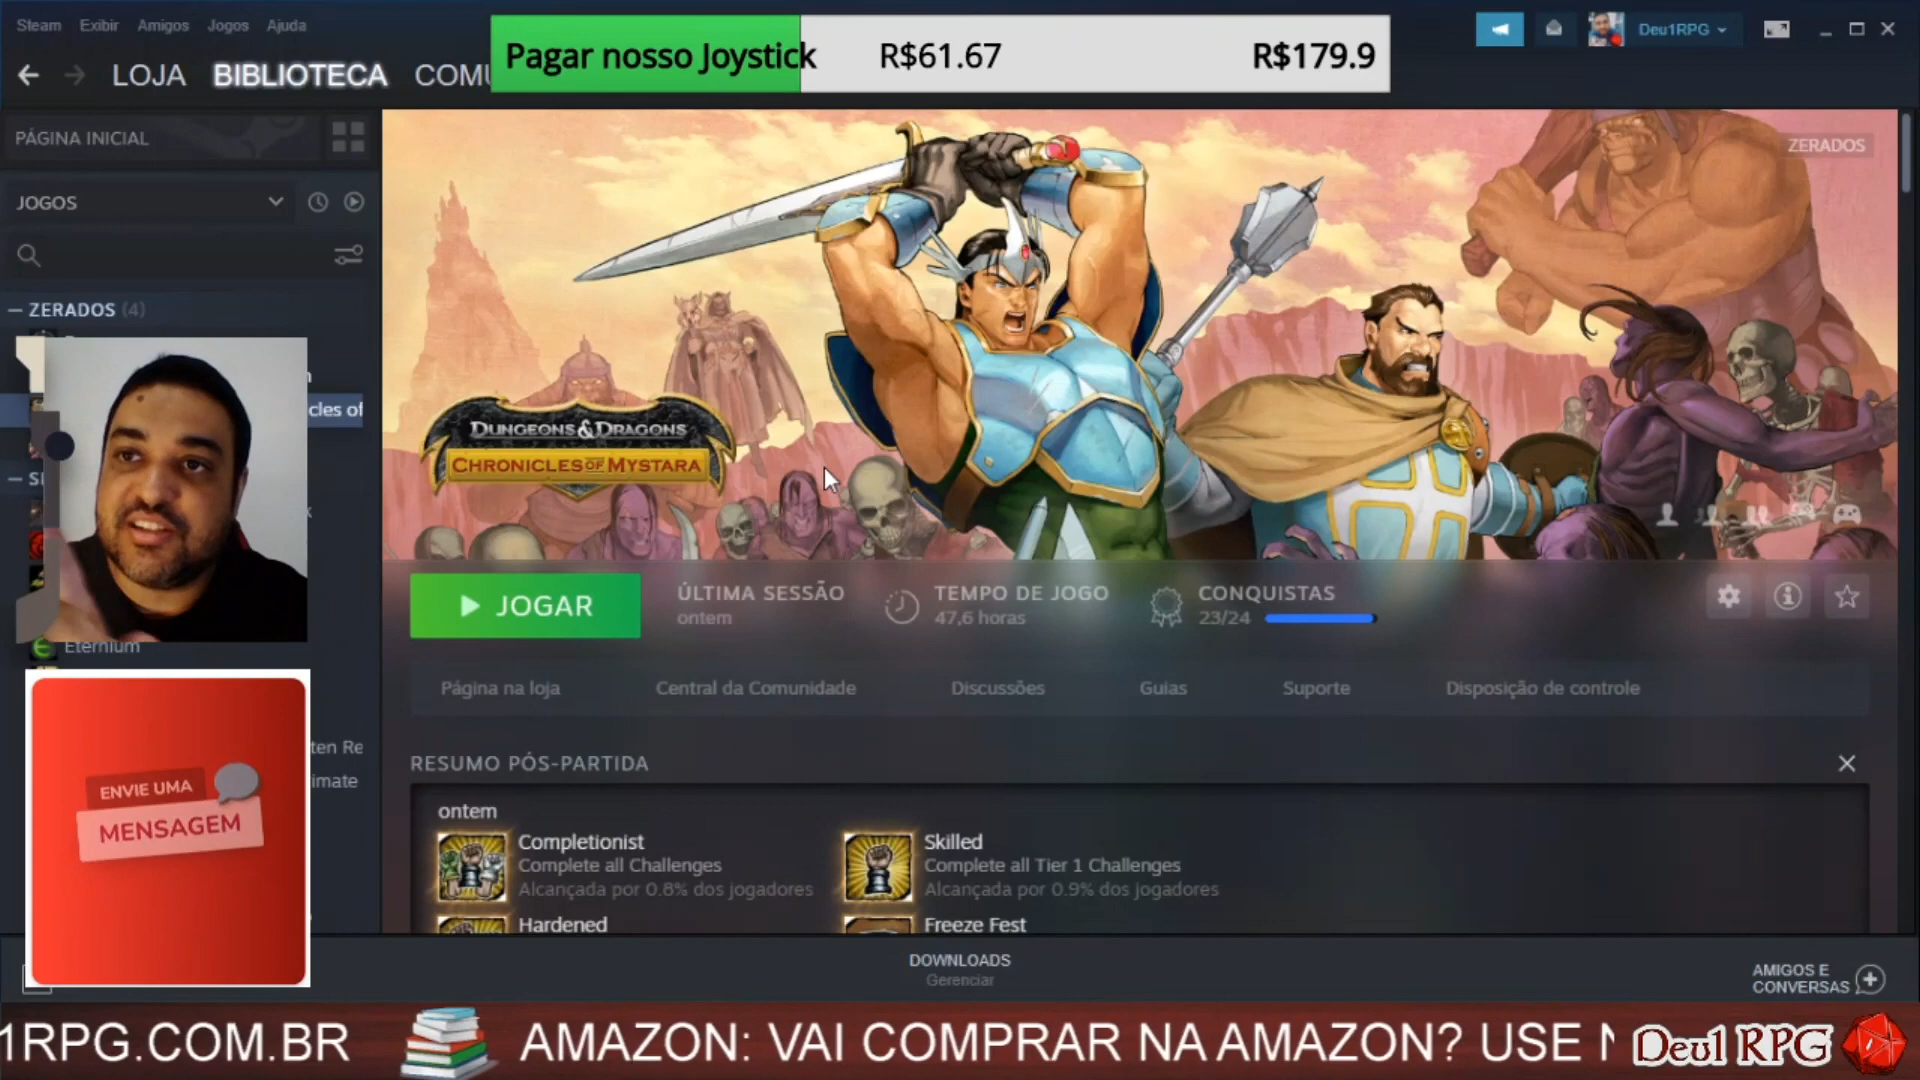 Steam Exibir Amigos Jogos Ajuda
Pagar nosso Joystick R$61.67 R$179.9
Deu1RPG
LOJA BIBLIOTECA COMU
PÁGINA INICIAL
ZERADOS
JOGOS
ZERADOS (4)
cles of
DUNGEONS & DRAGONS
CHRONICLES OF MYSTARA
JOGAR
ÚLTIMA SESSÃO
ontem
TEMPO DE JOGO
47,6 horas
CONQUISTAS
23/24
Eternium
Página na loja Central da Comunidade Discussões Guias Suporte Disposição de controle
ten Re
imate
RESUMO PÓS-PARTIDA
ontem
Completionist
Complete all Challenges
Alcançada por 0.8% dos jogadores
Skilled
Complete all Tier 1 Challenges
Alcançada por 0.9% dos jogadores
Hardened
Freeze Fest
ENVIE UMA
MENSAGEM
DOWNLOADS
Gerenciar
AMIGOS E
CONVERSAS
1RPG.COM.BR AMAZON: VAI COMPRAR NA AMAZON? USE
Deu1 RPG